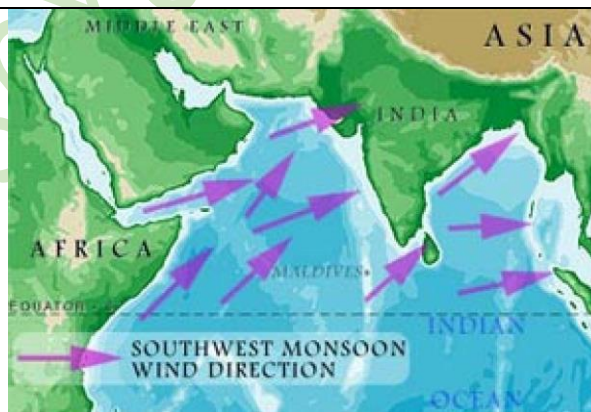 MIDDLE EAST
ASIA
INDIA
AFRICA
MALDIVES
EQUATOR
INDIAN
OCEAN
SOUTHWEST MONSOON
WIND DIRECTION